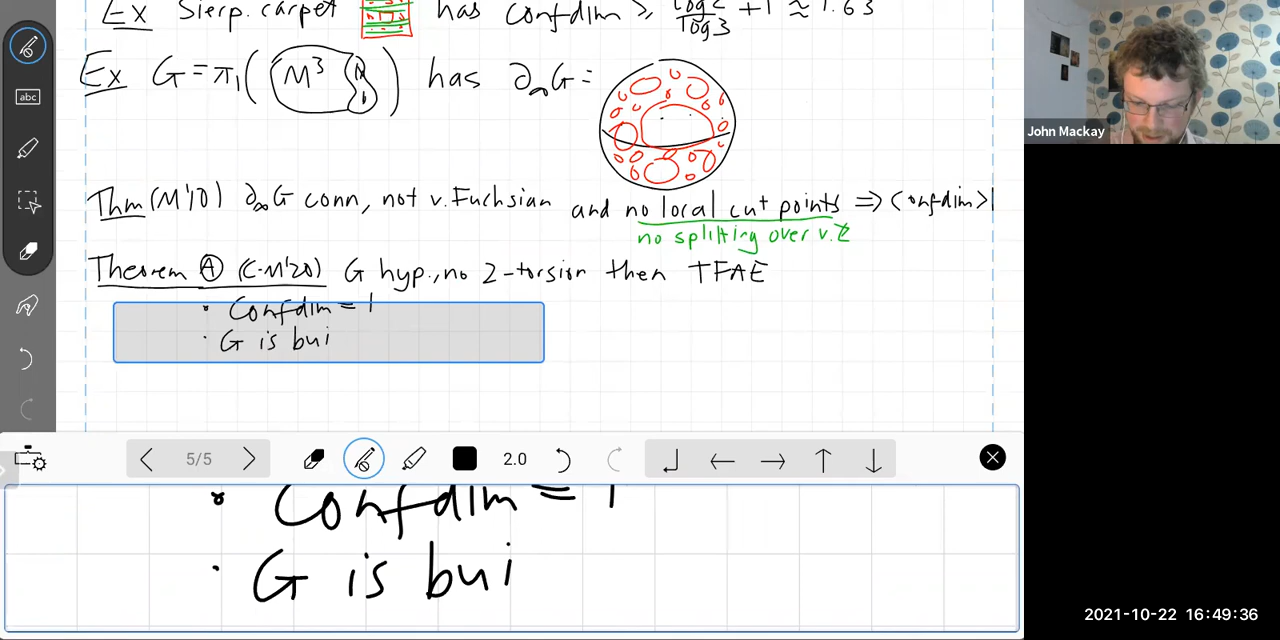 Ex Sierp. carpet has confdim ≥ log2/log3 + 1 ≈ 1.63
Ex G = π₁( M³ ) has ∂∞G =
Thm (M'10) ∂∞G conn, not v. Fuchsian and no local cut points => Confdim > 1
no splitting over v. Z
Theorem A (C-M'20) G hyp., no 2-torsion then TFAE
· Confdim = 1
· G is bui
John Mackay
abc
5/5
2.0
· Confdim = 1
· G is bui
2021-10-22 16:49:36